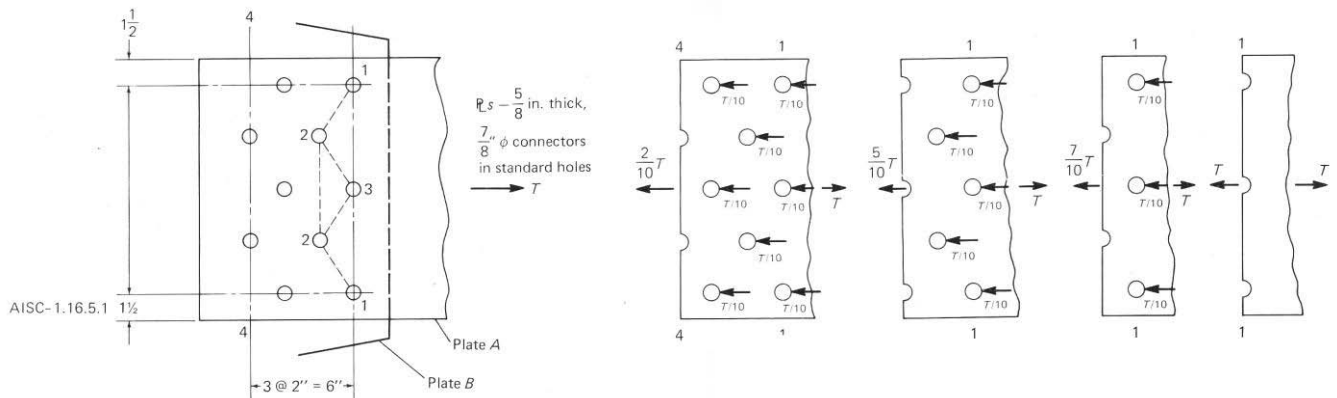 1 1/2
4
1
2
3
2
1
AISC-1.16.5.1 1½
4
Plate A
Plate B
3 @ 2'' = 6''
℄s – 5/8 in. thick,
7/8'' ϕ connectors
in standard holes
T
4 1
T/10 T/10
T/10
2/10 T
T/10 T/10 T
T/10
T/10 T/10
4 1
1
T/10
T/10
5/10 T
T/10 T
T/10
T/10
1
1
T/10
7/10 T
T/10 T
T/10
1
1
T T
1